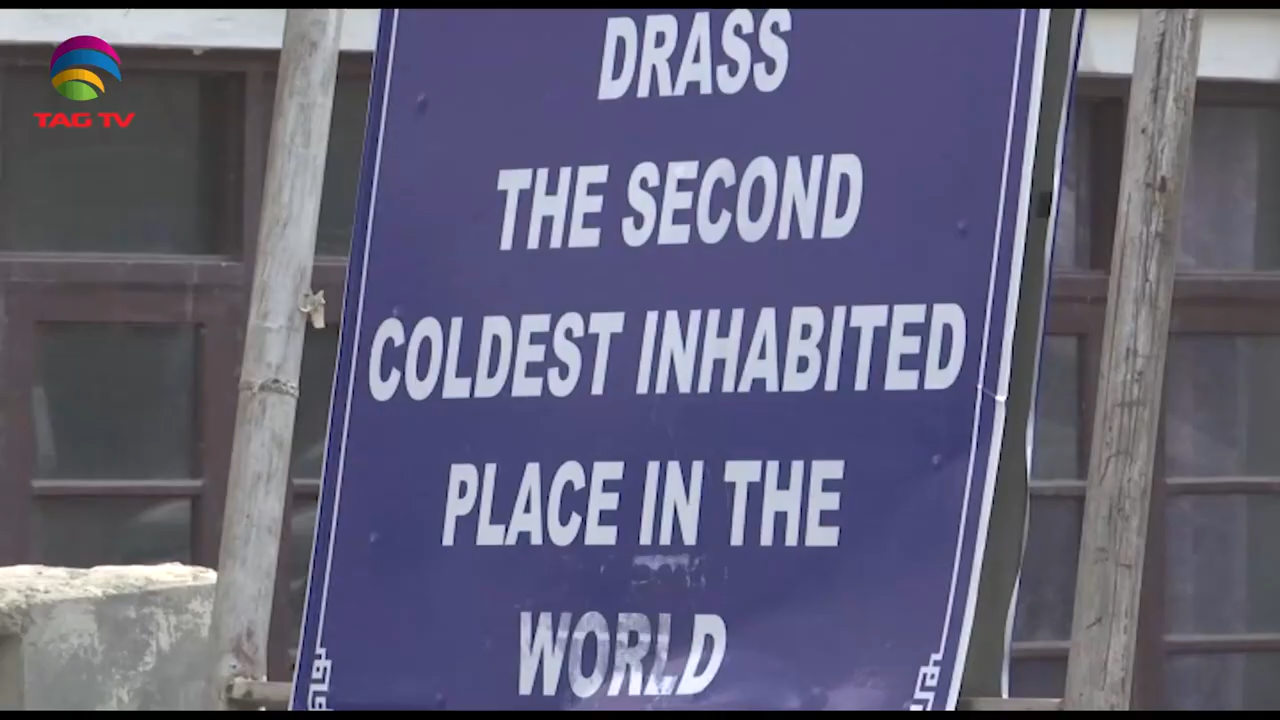 TAG TV
DRASS
THE SECOND
COLDEST INHABITED
PLACE IN THE
WORLD